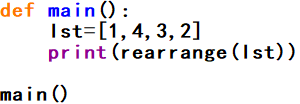 def main():
    lst=[1,4,3,2]
    print(rearrange(lst))

main()